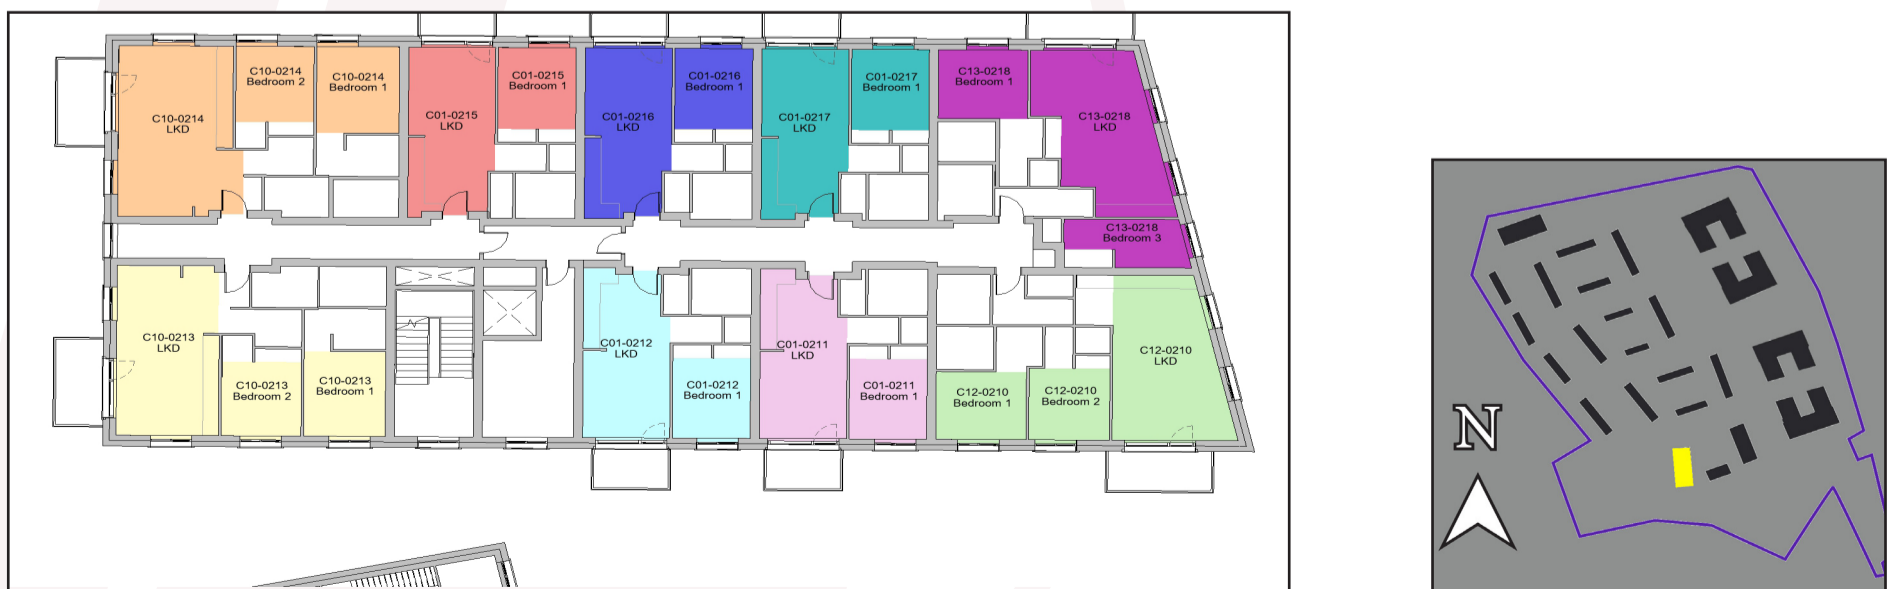 C10-0214
LKD
C10-0214
Bedroom 2
C10-0214
Bedroom 1
C01-0215
LKD
C01-0215
Bedroom 1
C01-0216
LKD
C01-0216
Bedroom 1
C01-0217
LKD
C01-0217
Bedroom 1
C13-0218
Bedroom 1
C13-0218
LKD
C13-0218
Bedroom 3
C10-0213
LKD
C10-0213
Bedroom 2
C10-0213
Bedroom 1
C01-0212
LKD
C01-0212
Bedroom 1
C01-0211
LKD
C01-0211
Bedroom 1
C12-0210
Bedroom 1
C12-0210
Bedroom 2
C12-0210
LKD
N